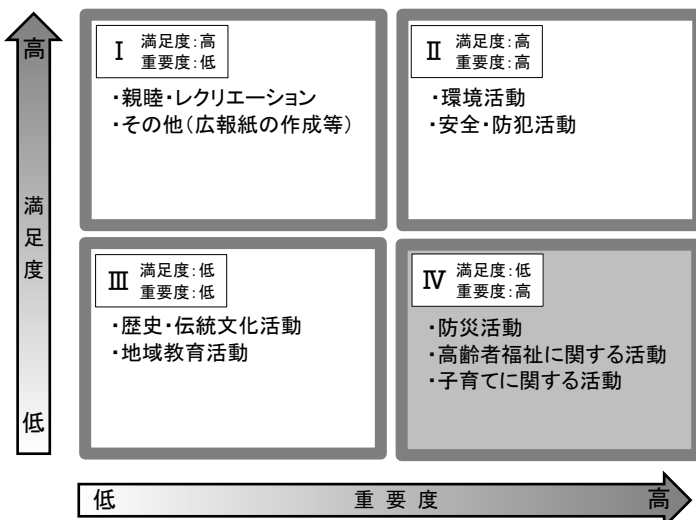 高
満足度
低
Ⅰ 満足度:高
重要度:低
・親睦・レクリエーション
・その他(広報紙の作成等)
Ⅱ 満足度:高
重要度:高
・環境活動
・安全・防犯活動
Ⅲ 満足度:低
重要度:低
・歴史・伝統文化活動
・地域教育活動
Ⅳ 満足度:低
重要度:高
・防災活動
・高齢者福祉に関する活動
・子育てに関する活動
低 重要度 高